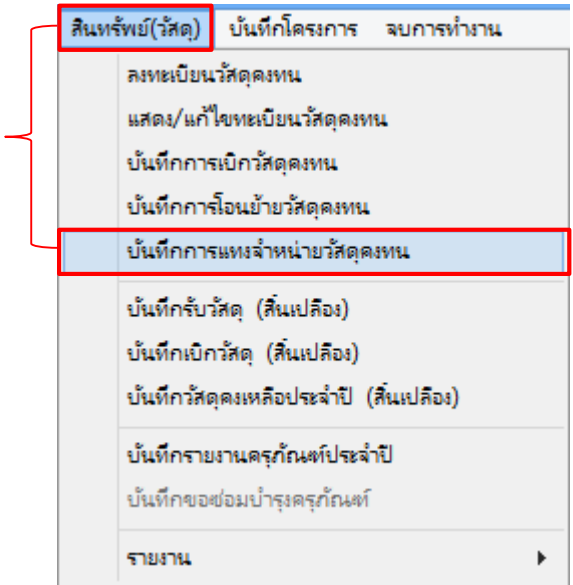 สินทรัพย์(วัสดุ) บันทึกโครงการ จบการทำงาน
ลงทะเบียนวัสดุคงทน
แสดง/แก้ไขทะเบียนวัสดุคงทน
บันทึกการเบิกวัสดุคงทน
บันทึกการโอนย้ายวัสดุคงทน
บันทึกการแทงจำหน่ายวัสดุคงทน
บันทึกรับวัสดุ (สิ้นเปลือง)
บันทึกเบิกวัสดุ (สิ้นเปลือง)
บันทึกวัสดุคงเหลือประจำปี (สิ้นเปลือง)
บันทึกรายงานครุภัณฑ์ประจำปี
บันทึกขอซ่อมบำรุงครุภัณฑ์
รายงาน